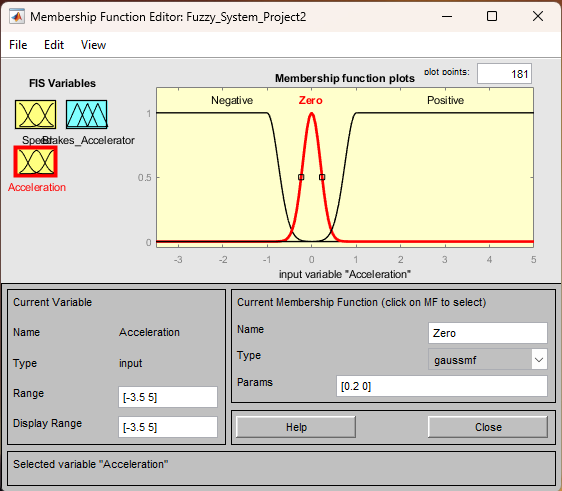 Membership Function Editor: Fuzzy_System_Project2
File Edit View
FIS Variables
Speed
Brakes_Accelerator
Acceleration
Membership function plots
plot points: 181
Negative Zero Positive
1
0.5
0
-3 -2 -1 0 1 2 3 4 5
input variable "Acceleration"
Current Variable
Name Acceleration
Type input
Range [-3.5 5]
Display Range [-3.5 5]
Current Membership Function (click on MF to select)
Name Zero
Type gaussmf
Params [0.2 0]
Help Close
Selected variable "Acceleration"